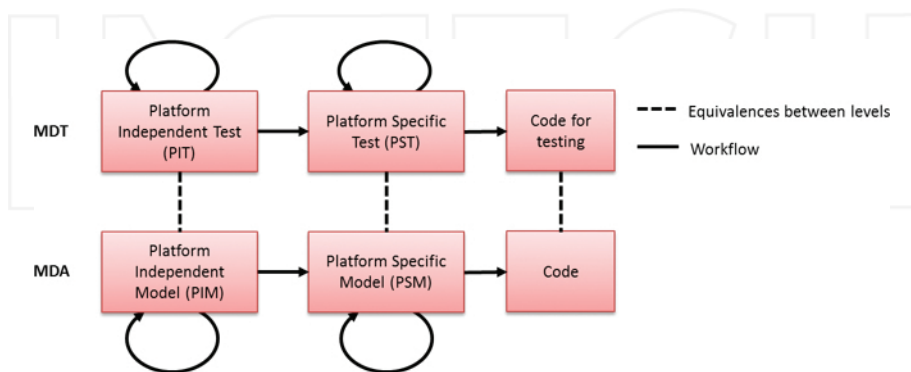 MDT
Platform
Independent Test
(PIT)
Platform Specific
Test (PST)
Code for
testing
Equivalences between levels
Workflow
MDA
Platform
Independent
Model (PIM)
Platform Specific
Model (PSM)
Code